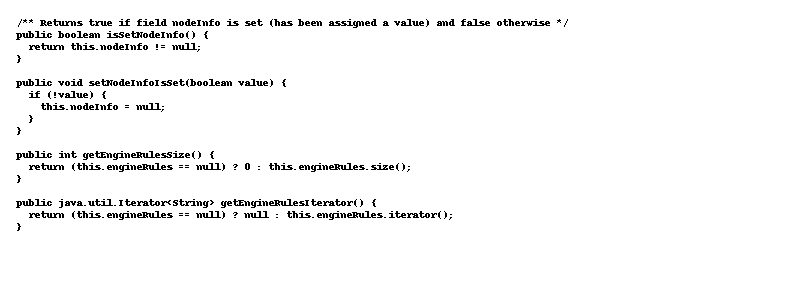 /** Returns true if field nodeInfo is set (has been assigned a value) and false otherwise */
public boolean isSetNodeInfo() {
  return this.nodeInfo != null;
}

public void setNodeInfoIsSet(boolean value) {
  if (!value) {
    this.nodeInfo = null;
  }
}

public int getEngineRulesSize() {
  return (this.engineRules == null) ? 0 : this.engineRules.size();
}

public java.util.Iterator<String> getEngineRulesIterator() {
  return (this.engineRules == null) ? null : this.engineRules.iterator();
}